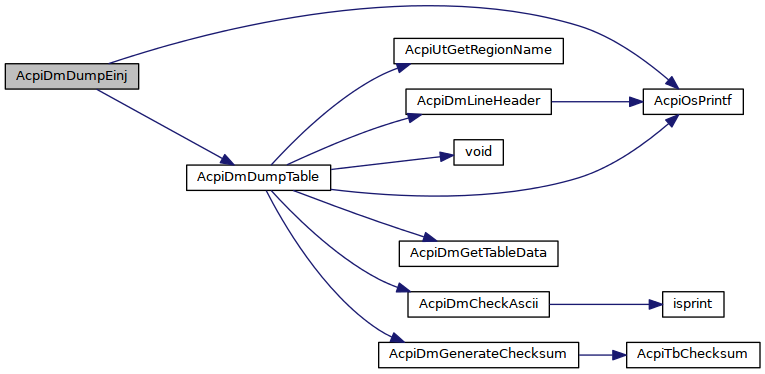 AcpiDmDumpEinj
AcpiUtGetRegionName
AcpiDmLineHeader
AcpiOsPrintf
void
AcpiDmDumpTable
AcpiDmGetTableData
AcpiDmCheckAscii
isprint
AcpiDmGenerateChecksum
AcpiTbChecksum